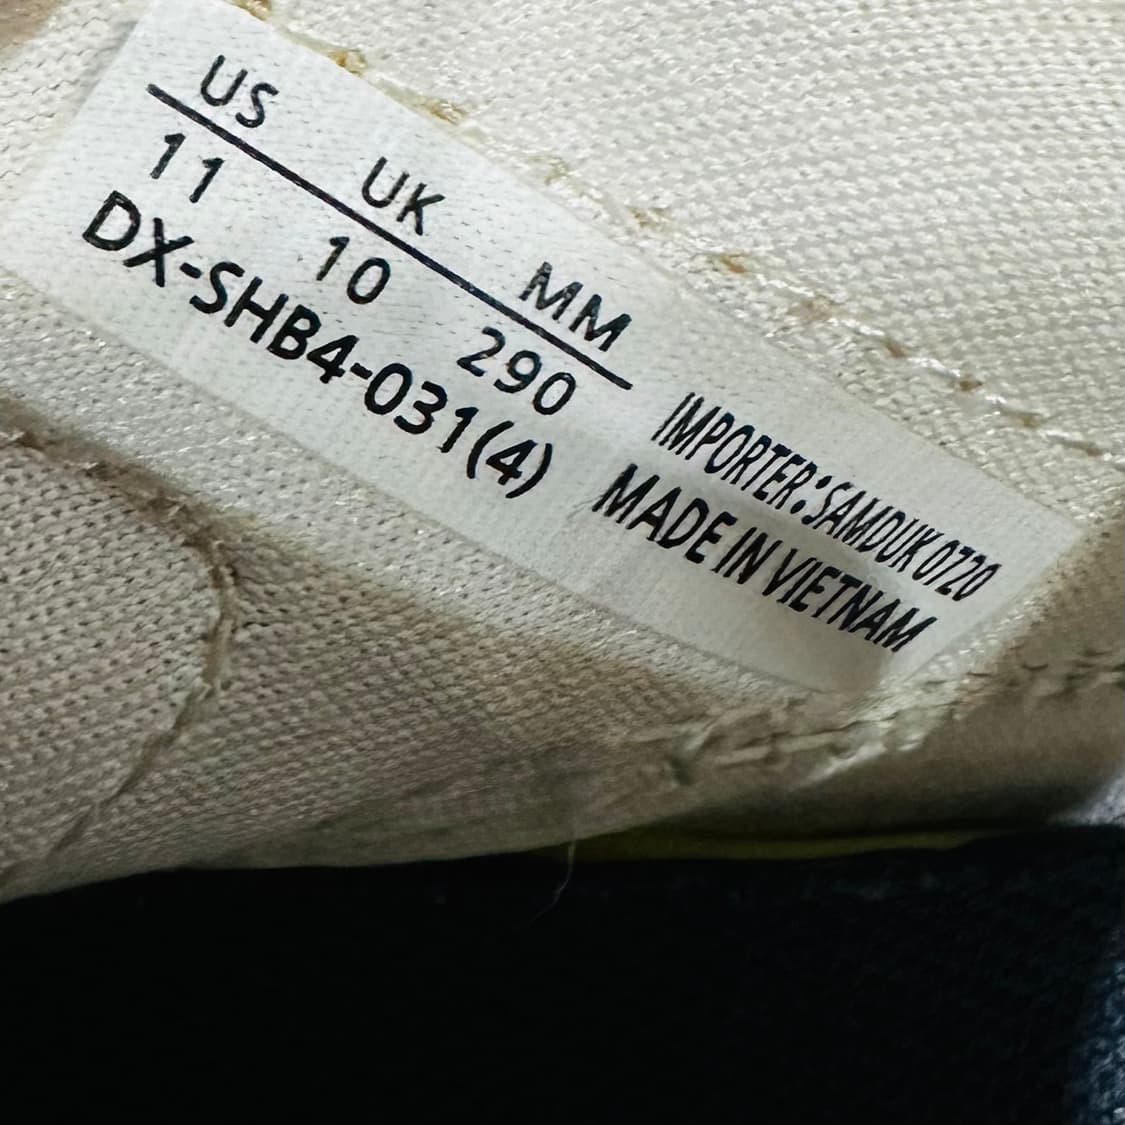 US UK MM
11 10 290
DX-SHB4-031(4)
IMPORTER:SAMDUK 0720
MADE IN VIETNAM